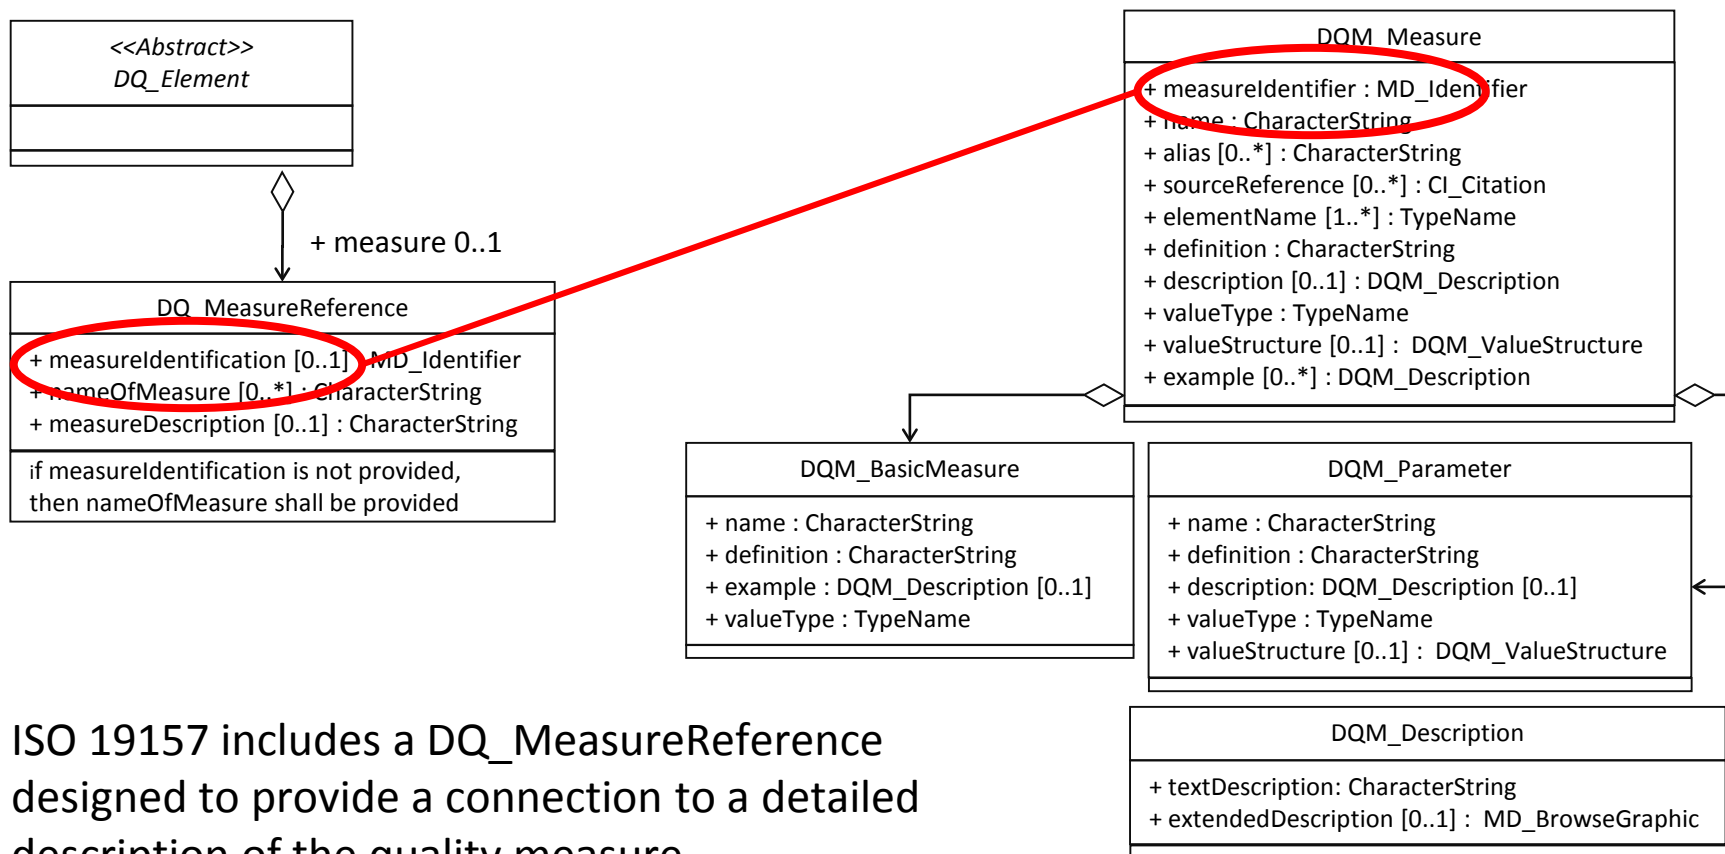 <<Abstract>>
DQ_Element
+ measure 0..1
DQ_MeasureReference
+ measureIdentification [0..1] : MD_Identifier
+ nameOfMeasure [0..*] : CharacterString
+ measureDescription [0..1] : CharacterString
if measureIdentification is not provided,
then nameOfMeasure shall be provided
DQM_Measure
+ measureIdentifier : MD_Identifier
+ name : CharacterString
+ alias [0..*] : CharacterString
+ sourceReference [0..*] : CI_Citation
+ elementName [1..*] : TypeName
+ definition : CharacterString
+ description [0..1] : DQM_Description
+ valueType : TypeName
+ valueStructure [0..1] : DQM_ValueStructure
+ example [0..*] : DQM_Description
DQM_BasicMeasure
+ name : CharacterString
+ definition : CharacterString
+ example : DQM_Description [0..1]
+ valueType : TypeName
DQM_Parameter
+ name : CharacterString
+ definition : CharacterString
+ description: DQM_Description [0..1]
+ valueType : TypeName
+ valueStructure [0..1] : DQM_ValueStructure
ISO 19157 includes a DQ_MeasureReference
designed to provide a connection to a detailed
description of the quality measure
DQM_Description
+ textDescription: CharacterString
+ extendedDescription [0..1] : MD_BrowseGraphic